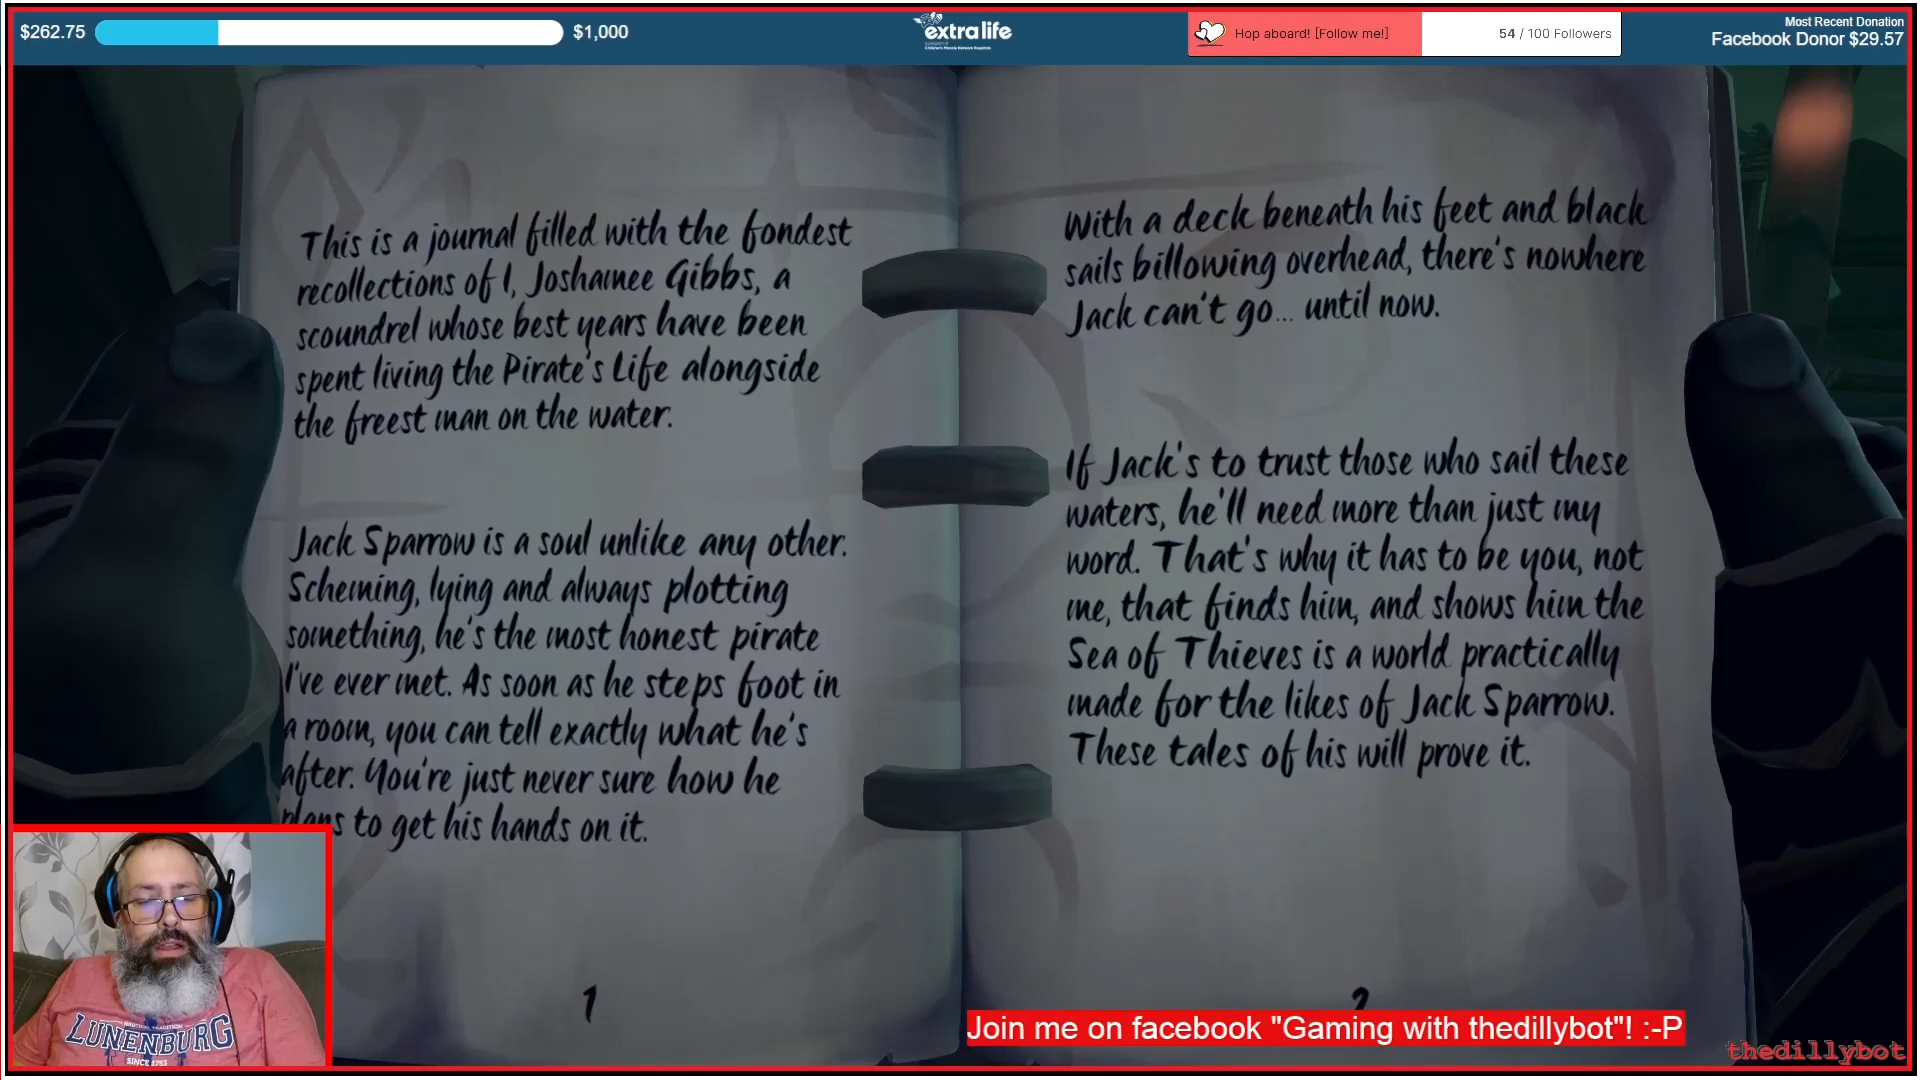 $262.75
$1,000
extralife
Hop aboard! [Follow me!]
54 / 100 Followers
Most Recent Donation
Facebook Donor $29.57
This is a journal filled with the fondest
recollections of I, Joshamee Gibbs, a
scoundrel whose best years have been
spent living the Pirate's Life alongside
the freest man on the water.
Jack Sparrow is a soul unlike any other.
Scheming, lying and always plotting
something, he's the most honest pirate
I've ever met. As soon as he steps foot in
a room, you can tell exactly what he's
after. You're just never sure how he
plans to get his hands on it.
1
With a deck beneath his feet and black
sails billowing overhead, there's nowhere
Jack can't go... until now.
If Jack's to trust those who sail these
waters, he'll need more than just my
word. That's why it has to be you, not
me, that finds him, and shows him the
Sea of Thieves is a world practically
made for the likes of Jack Sparrow.
These tales of his will prove it.
2
NAUTICAL TRADITION
LUNENBURG
SINCE 1753
Join me on facebook "Gaming with thedillybot"! :-P
thedillybot